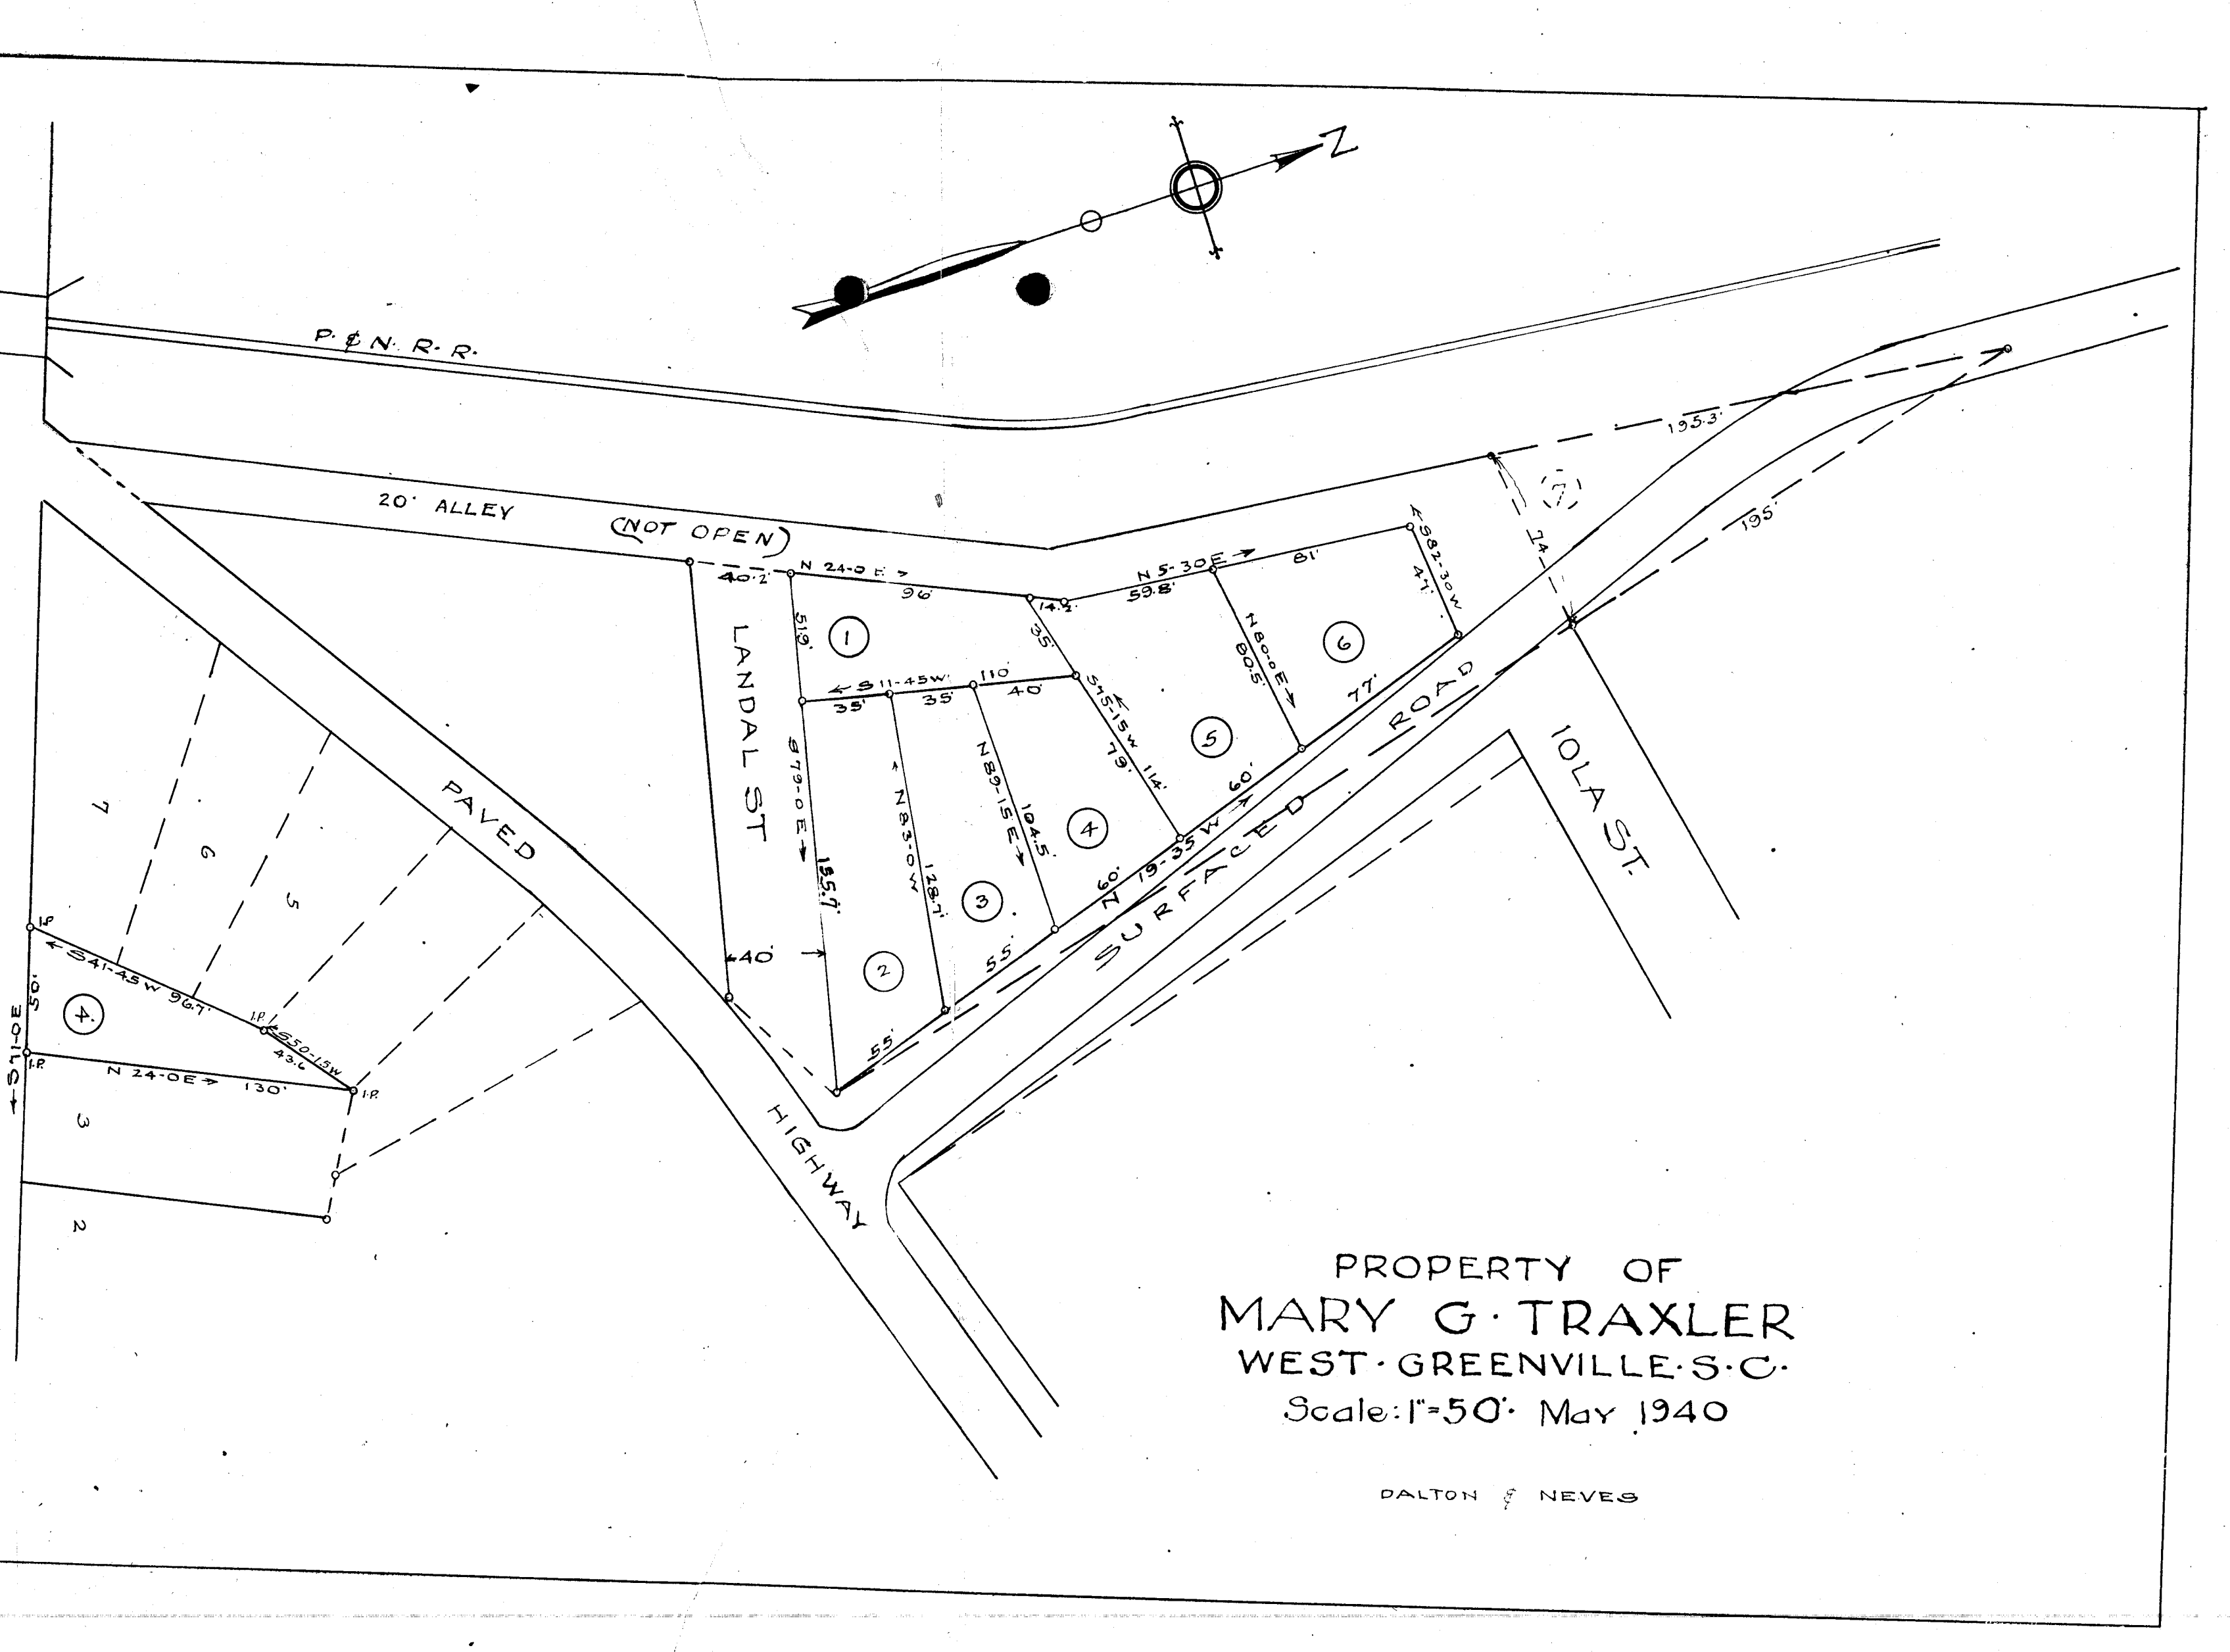 N
P. & N. R. R.
20' ALLEY (NOT OPEN)
40.2'
N 24-0 E
96'
14.2'
N 5-30 E
59.8'
81'
S 82-30 W
47'
195.3'
195'
7
74
51.9'
1
35'
S 11-45 W
110'
35'
35'
40'
S 45-15 W
79'
114'
N 80-0 E
80.5'
6
5
77'
60'
LANDAL ST
S 79-0 E
155.7'
N 83-0 W
128.7'
N 89-15 E
104.5'
4
3
2
60'
N 19-35 W
55'
55'
40'
SURFACED ROAD
IOLA ST.
PAVED HIGHWAY
7
6
5
I.P.
S 41-45 W 96.7'
50'
4
I.P.
S 50-15 W
43.6
S 71-0 E
I.P.
N 24-0 E
130'
I.P.
3
2
PROPERTY OF
MARY G. TRAXLER
WEST. GREENVILLE. S. C.
Scale: 1"=50'. May 1940
DALTON & NEVES